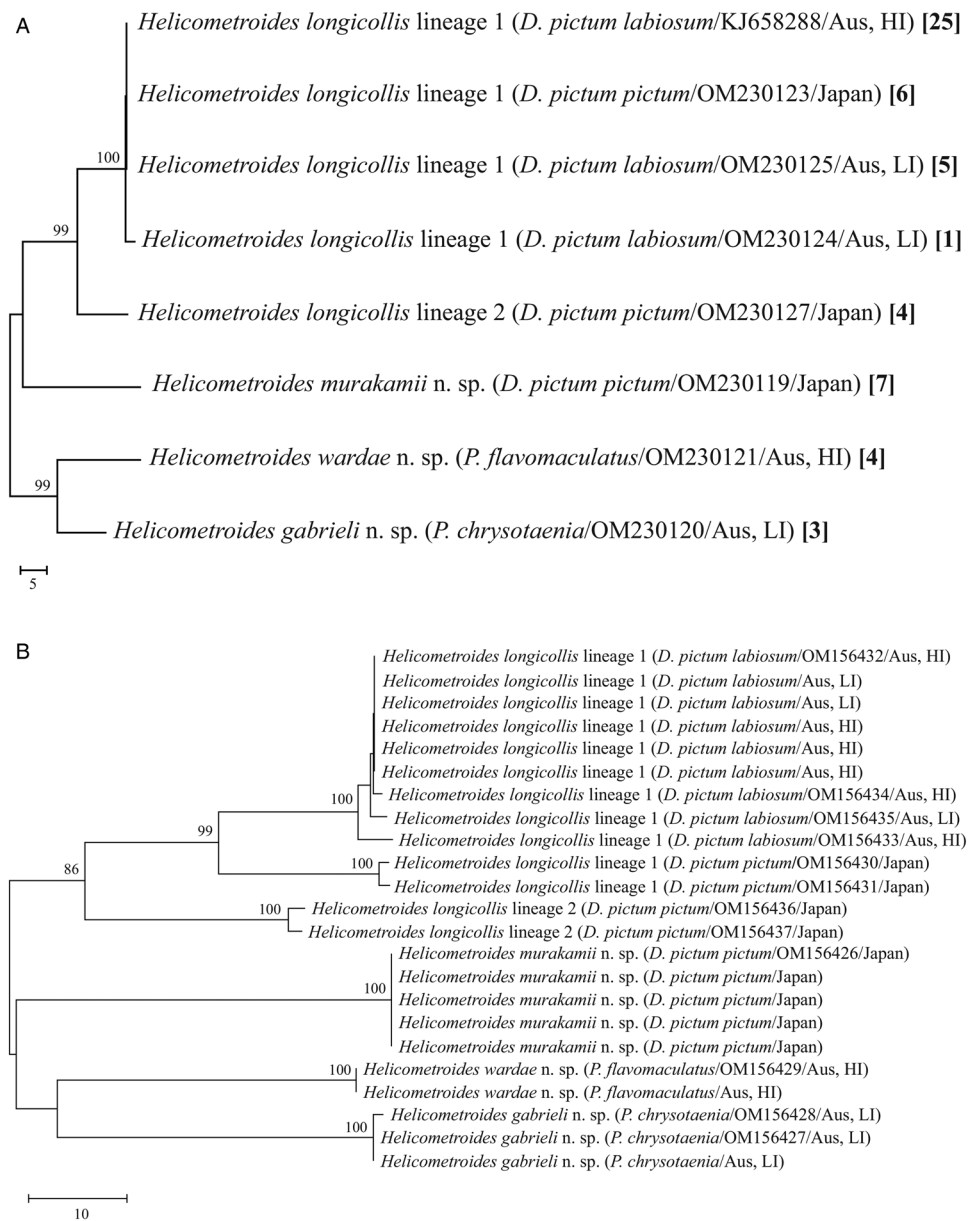 A
Helicometroides longicollis lineage 1 (D. pictum labiosum/KJ658288/Aus, HI) [25]
Helicometroides longicollis lineage 1 (D. pictum pictum/OM230123/Japan) [6]
100
Helicometroides longicollis lineage 1 (D. pictum labiosum/OM230125/Aus, LI) [5]
99
Helicometroides longicollis lineage 1 (D. pictum labiosum/OM230124/Aus, LI) [1]
Helicometroides longicollis lineage 2 (D. pictum pictum/OM230127/Japan) [4]
Helicometroides murakamii n. sp. (D. pictum pictum/OM230119/Japan) [7]
Helicometroides wardae n. sp. (P. flavomaculatus/OM230121/Aus, HI) [4]
99
Helicometroides gabrieli n. sp. (P. chrysotaenia/OM230120/Aus, LI) [3]
5
B
Helicometroides longicollis lineage 1 (D. pictum labiosum/OM156432/Aus, HI)
Helicometroides longicollis lineage 1 (D. pictum labiosum/Aus, LI)
Helicometroides longicollis lineage 1 (D. pictum labiosum/Aus, LI)
Helicometroides longicollis lineage 1 (D. pictum labiosum/Aus, HI)
Helicometroides longicollis lineage 1 (D. pictum labiosum/Aus, HI)
Helicometroides longicollis lineage 1 (D. pictum labiosum/Aus, HI)
100
Helicometroides longicollis lineage 1 (D. pictum labiosum/OM156434/Aus, HI)
Helicometroides longicollis lineage 1 (D. pictum labiosum/OM156435/Aus, LI)
99
Helicometroides longicollis lineage 1 (D. pictum labiosum/OM156433/Aus, HI)
100
Helicometroides longicollis lineage 1 (D. pictum pictum/OM156430/Japan)
86
Helicometroides longicollis lineage 1 (D. pictum pictum/OM156431/Japan)
100
Helicometroides longicollis lineage 2 (D. pictum pictum/OM156436/Japan)
Helicometroides longicollis lineage 2 (D. pictum pictum/OM156437/Japan)
Helicometroides murakamii n. sp. (D. pictum pictum/OM156426/Japan)
Helicometroides murakamii n. sp. (D. pictum pictum/Japan)
100
Helicometroides murakamii n. sp. (D. pictum pictum/Japan)
Helicometroides murakamii n. sp. (D. pictum pictum/Japan)
Helicometroides murakamii n. sp. (D. pictum pictum/Japan)
100
Helicometroides wardae n. sp. (P. flavomaculatus/OM156429/Aus, HI)
Helicometroides wardae n. sp. (P. flavomaculatus/Aus, HI)
Helicometroides gabrieli n. sp. (P. chrysotaenia/OM156428/Aus, LI)
100
Helicometroides gabrieli n. sp. (P. chrysotaenia/OM156427/Aus, LI)
Helicometroides gabrieli n. sp. (P. chrysotaenia/Aus, LI)
10